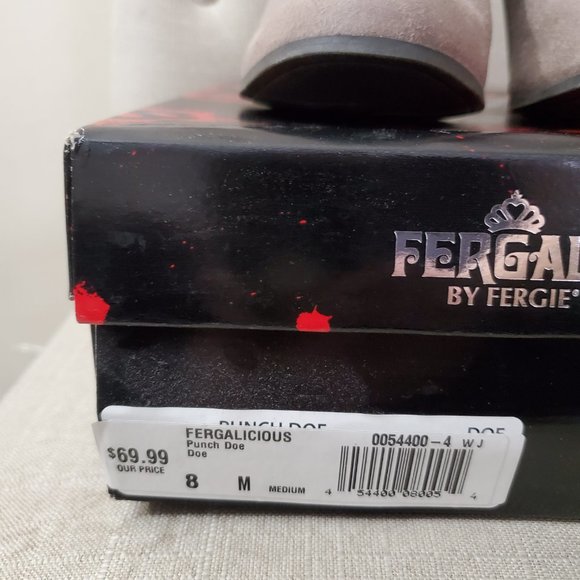 FERGAL
BY FERGIE®
PUNCH DOE DOE
FERGALICIOUS 0054400-4 WJ
Punch Doe
Doe
$69.99
OUR PRICE
8 M MEDIUM
4 54400 08005 4